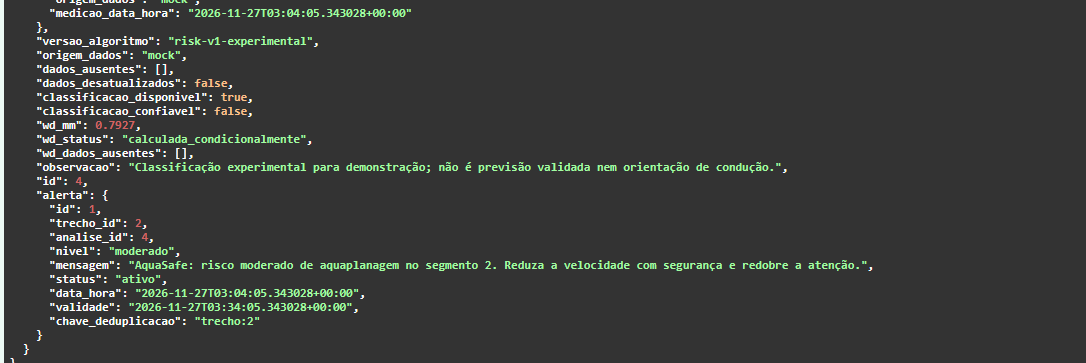 "origem_dados": "mock",
"medicao_data_hora": "2026-11-27T03:04:05.343028+00:00"
},
"versao_algoritmo": "risk-v1-experimental",
"origem_dados": "mock",
"dados_ausentes": [],
"dados_desatualizados": false,
"classificacao_disponivel": true,
"classificacao_confiavel": false,
"wd_mm": 0.7927,
"wd_status": "calculada_condicionalmente",
"wd_dados_ausentes": [],
"observacao": "Classificação experimental para demonstração; não é previsão validada nem orientação de condução.",
"id": 4,
"alerta": {
"id": 1,
"trecho_id": 2,
"analise_id": 4,
"nivel": "moderado",
"mensagem": "AquaSafe: risco moderado de aquaplanagem no segmento 2. Reduza a velocidade com segurança e redobre a atenção.",
"status": "ativo",
"data_hora": "2026-11-27T03:04:05.343028+00:00",
"validade": "2026-11-27T03:34:05.343028+00:00",
"chave_deduplicacao": "trecho:2"
}
}
}